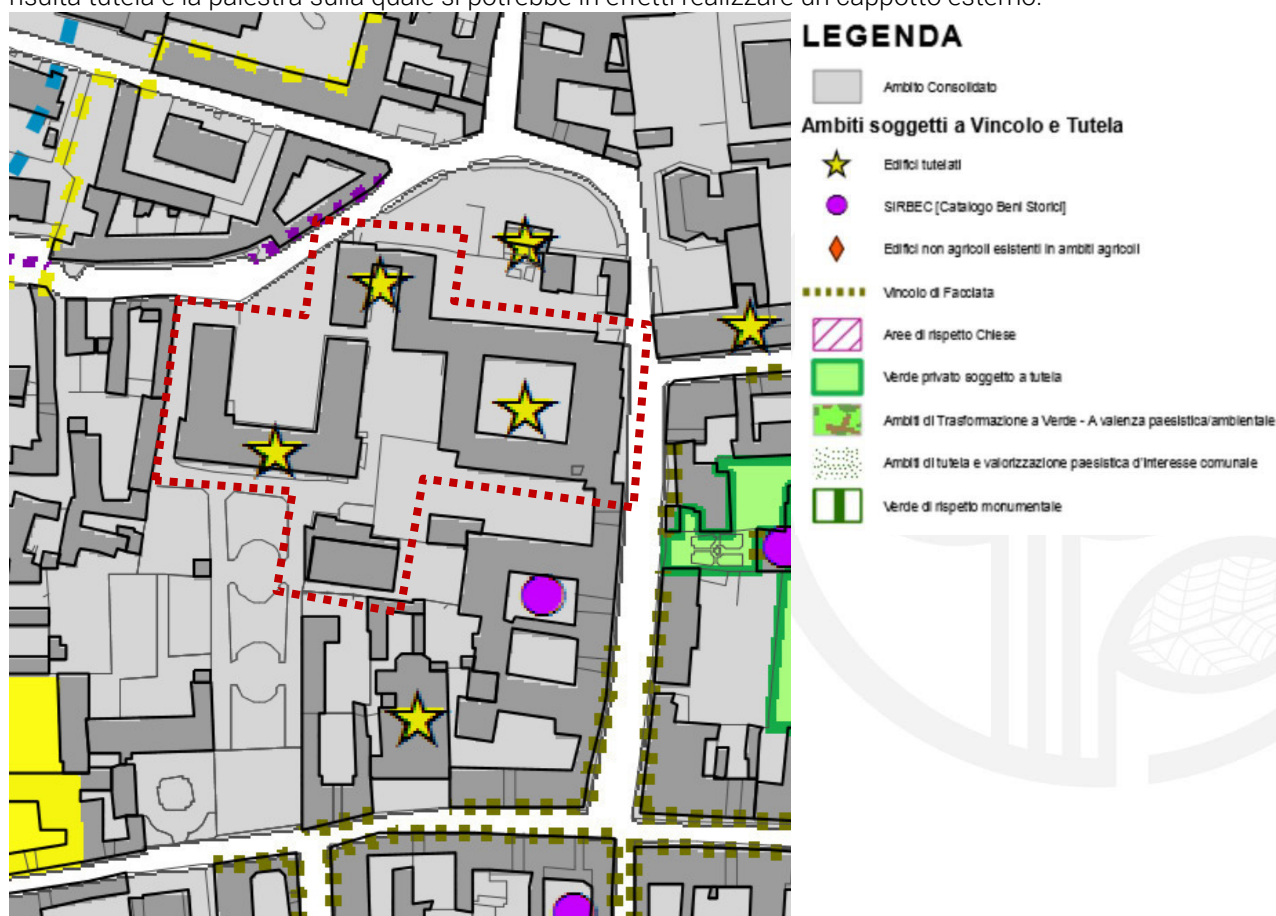 risulta tutela è la palestra sulla quale si potrebbe in effetti realizzare un cappotto esterno.
LEGENDA
Ambito Consolidato
Ambiti soggetti a Vincolo e Tutela
Edifici tutelati
SIRBEC [Catalogo Beni Storici]
Edifici non agricoli esistenti in ambiti agricoli
Vincolo di Facciata
Aree di rispetto Chiese
Verde privato soggetto a tutela
Ambiti di Trasformazione a Verde - A valenza paesistica/ambientale
Ambiti di tutela e valorizzazione paesistica d'interesse comunale
Verde di rispetto monumentale